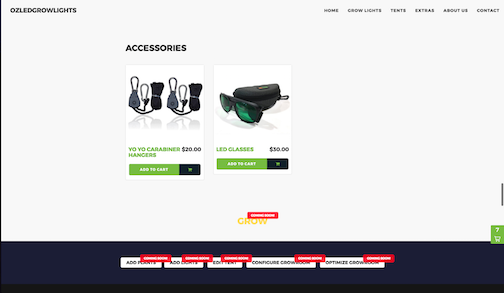 OZLEDGROWLIGHTS
HOME GROW LIGHTS TENTS EXTRAS ABOUT US CONTACT
ACCESSORIES
YO YO CARABINER HANGERS $20.00
ADD TO CART
LED GLASSES $30.00
ADD TO CART
7
COMING SOON
GROW
COMING SOON
ADD PLANTS
COMING SOON
ADD LIGHTS
COMING SOON
EDIT TENT
COMING SOON
CONFIGURE GROWROOM
COMING SOON
OPTIMIZE GROWROOM